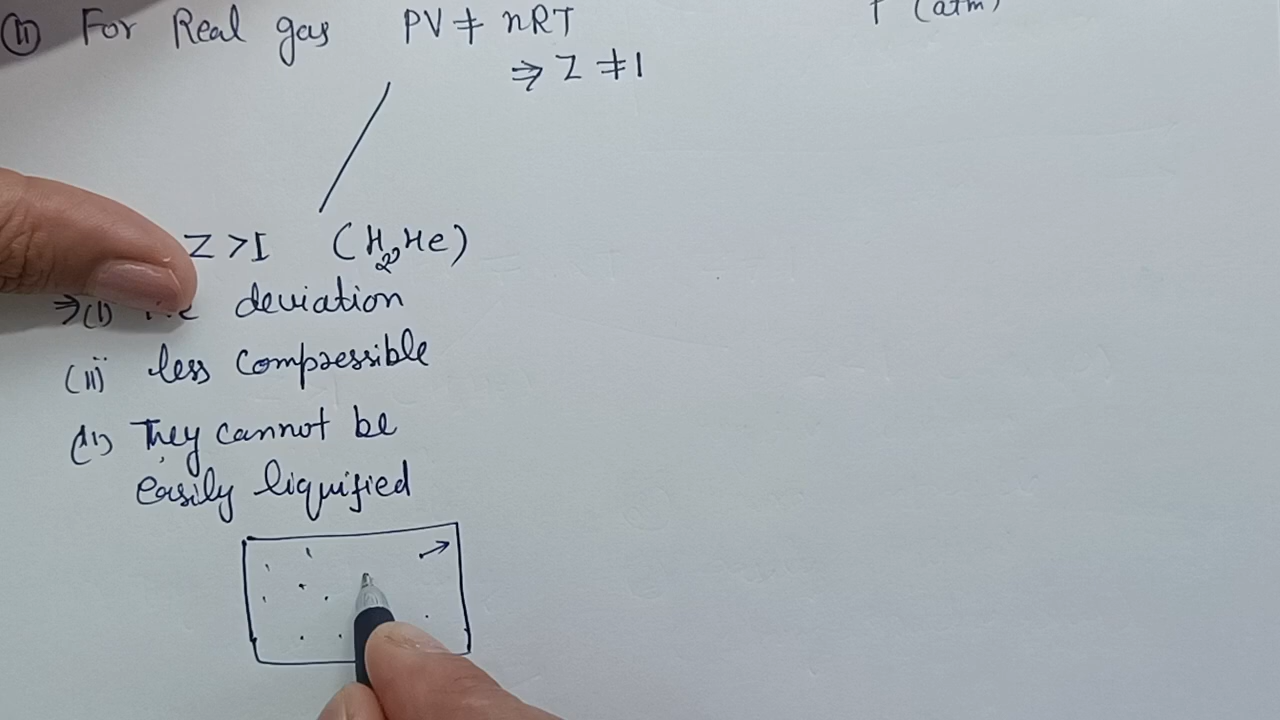 (ii) For Real gas PV ≠ nRT
P (atm)
⇒ Z ≠ 1
Z > 1 (H₂, He)
⇒ (i) deviation
(ii) less compressible
(iii) They cannot be
easily liquified